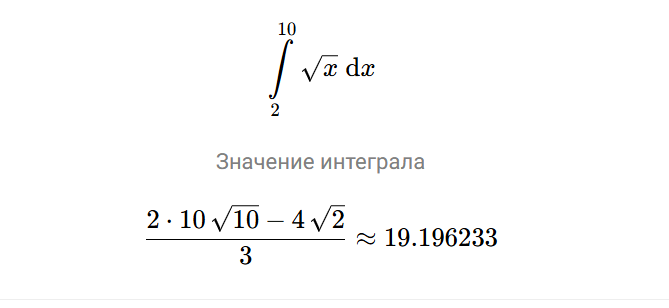 ∫₂¹⁰ √x dx
Значение интеграла
(2 · 10 √10 − 4 √2) / 3 ≈ 19.196233